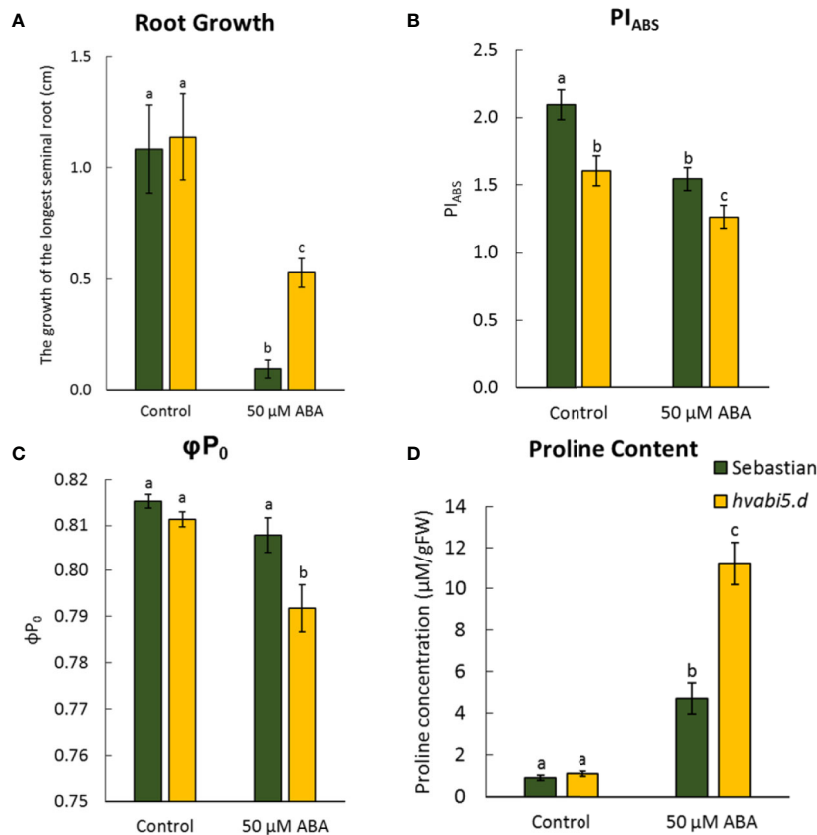 A
Root Growth
The growth of the longest seminal root (cm)
1.5
1.0
0.5
0.0
a
a
b
c
Control
50 µM ABA
B
PI_ABS
PI_ABS
2.5
2.0
1.5
1.0
1.5
2.0
0.0
a
b
b
c
Control
50 µM ABA
C
φP₀
ϕP₀
0.82
0.81
0.80
0.79
0.78
0.77
0.76
0.75
a
a
a
b
Control
50 µM ABA
D
Proline Content
Sebastian
hvabi5.d
Proline concentration (µM/gFW)
14
12
10
8
6
4
2
0
a
a
b
c
Control
50 µM ABA